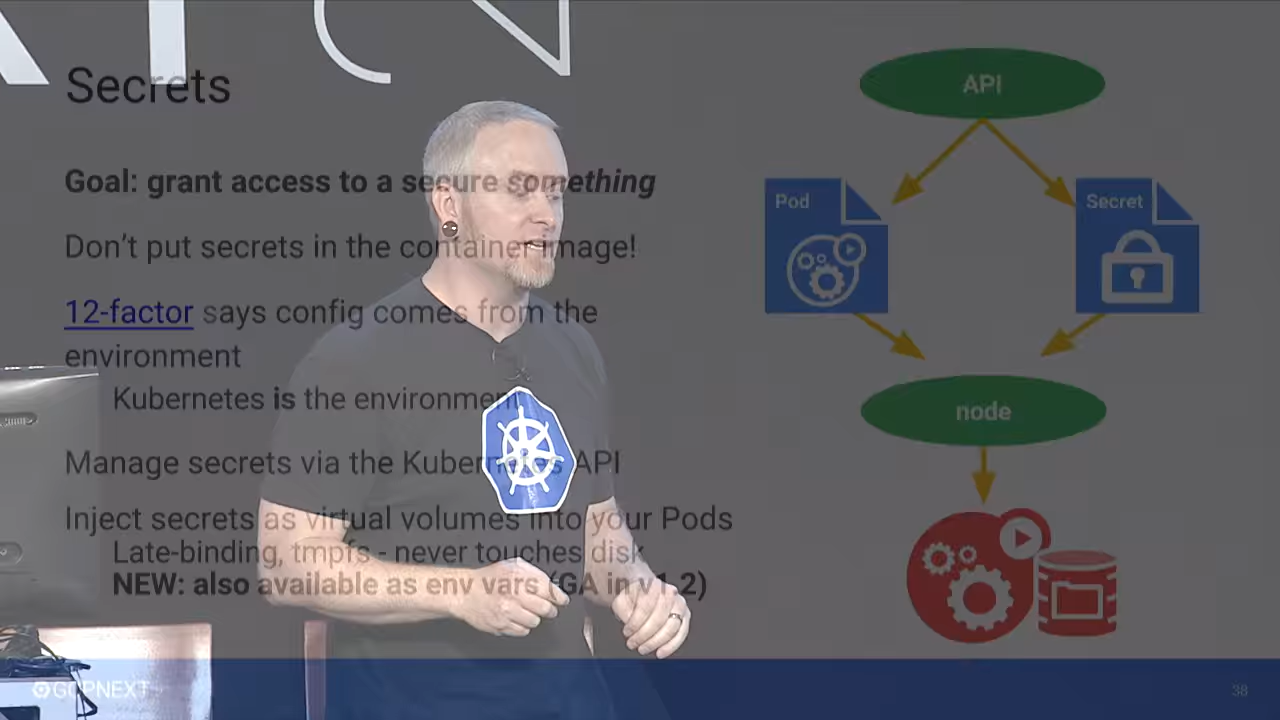 Secrets
Goal: grant access to a secure something
Don't put secrets in the container image!
12-factor says config comes from the
environment
Kubernetes is the environment
Manage secrets via the Kubernetes API
Inject secrets as virtual volumes into your Pods
Late-binding, tmpfs - never touches disk
NEW: also available as env vars (GA in v1.2)
API
Pod
Secret
node
GCPNEXT
38